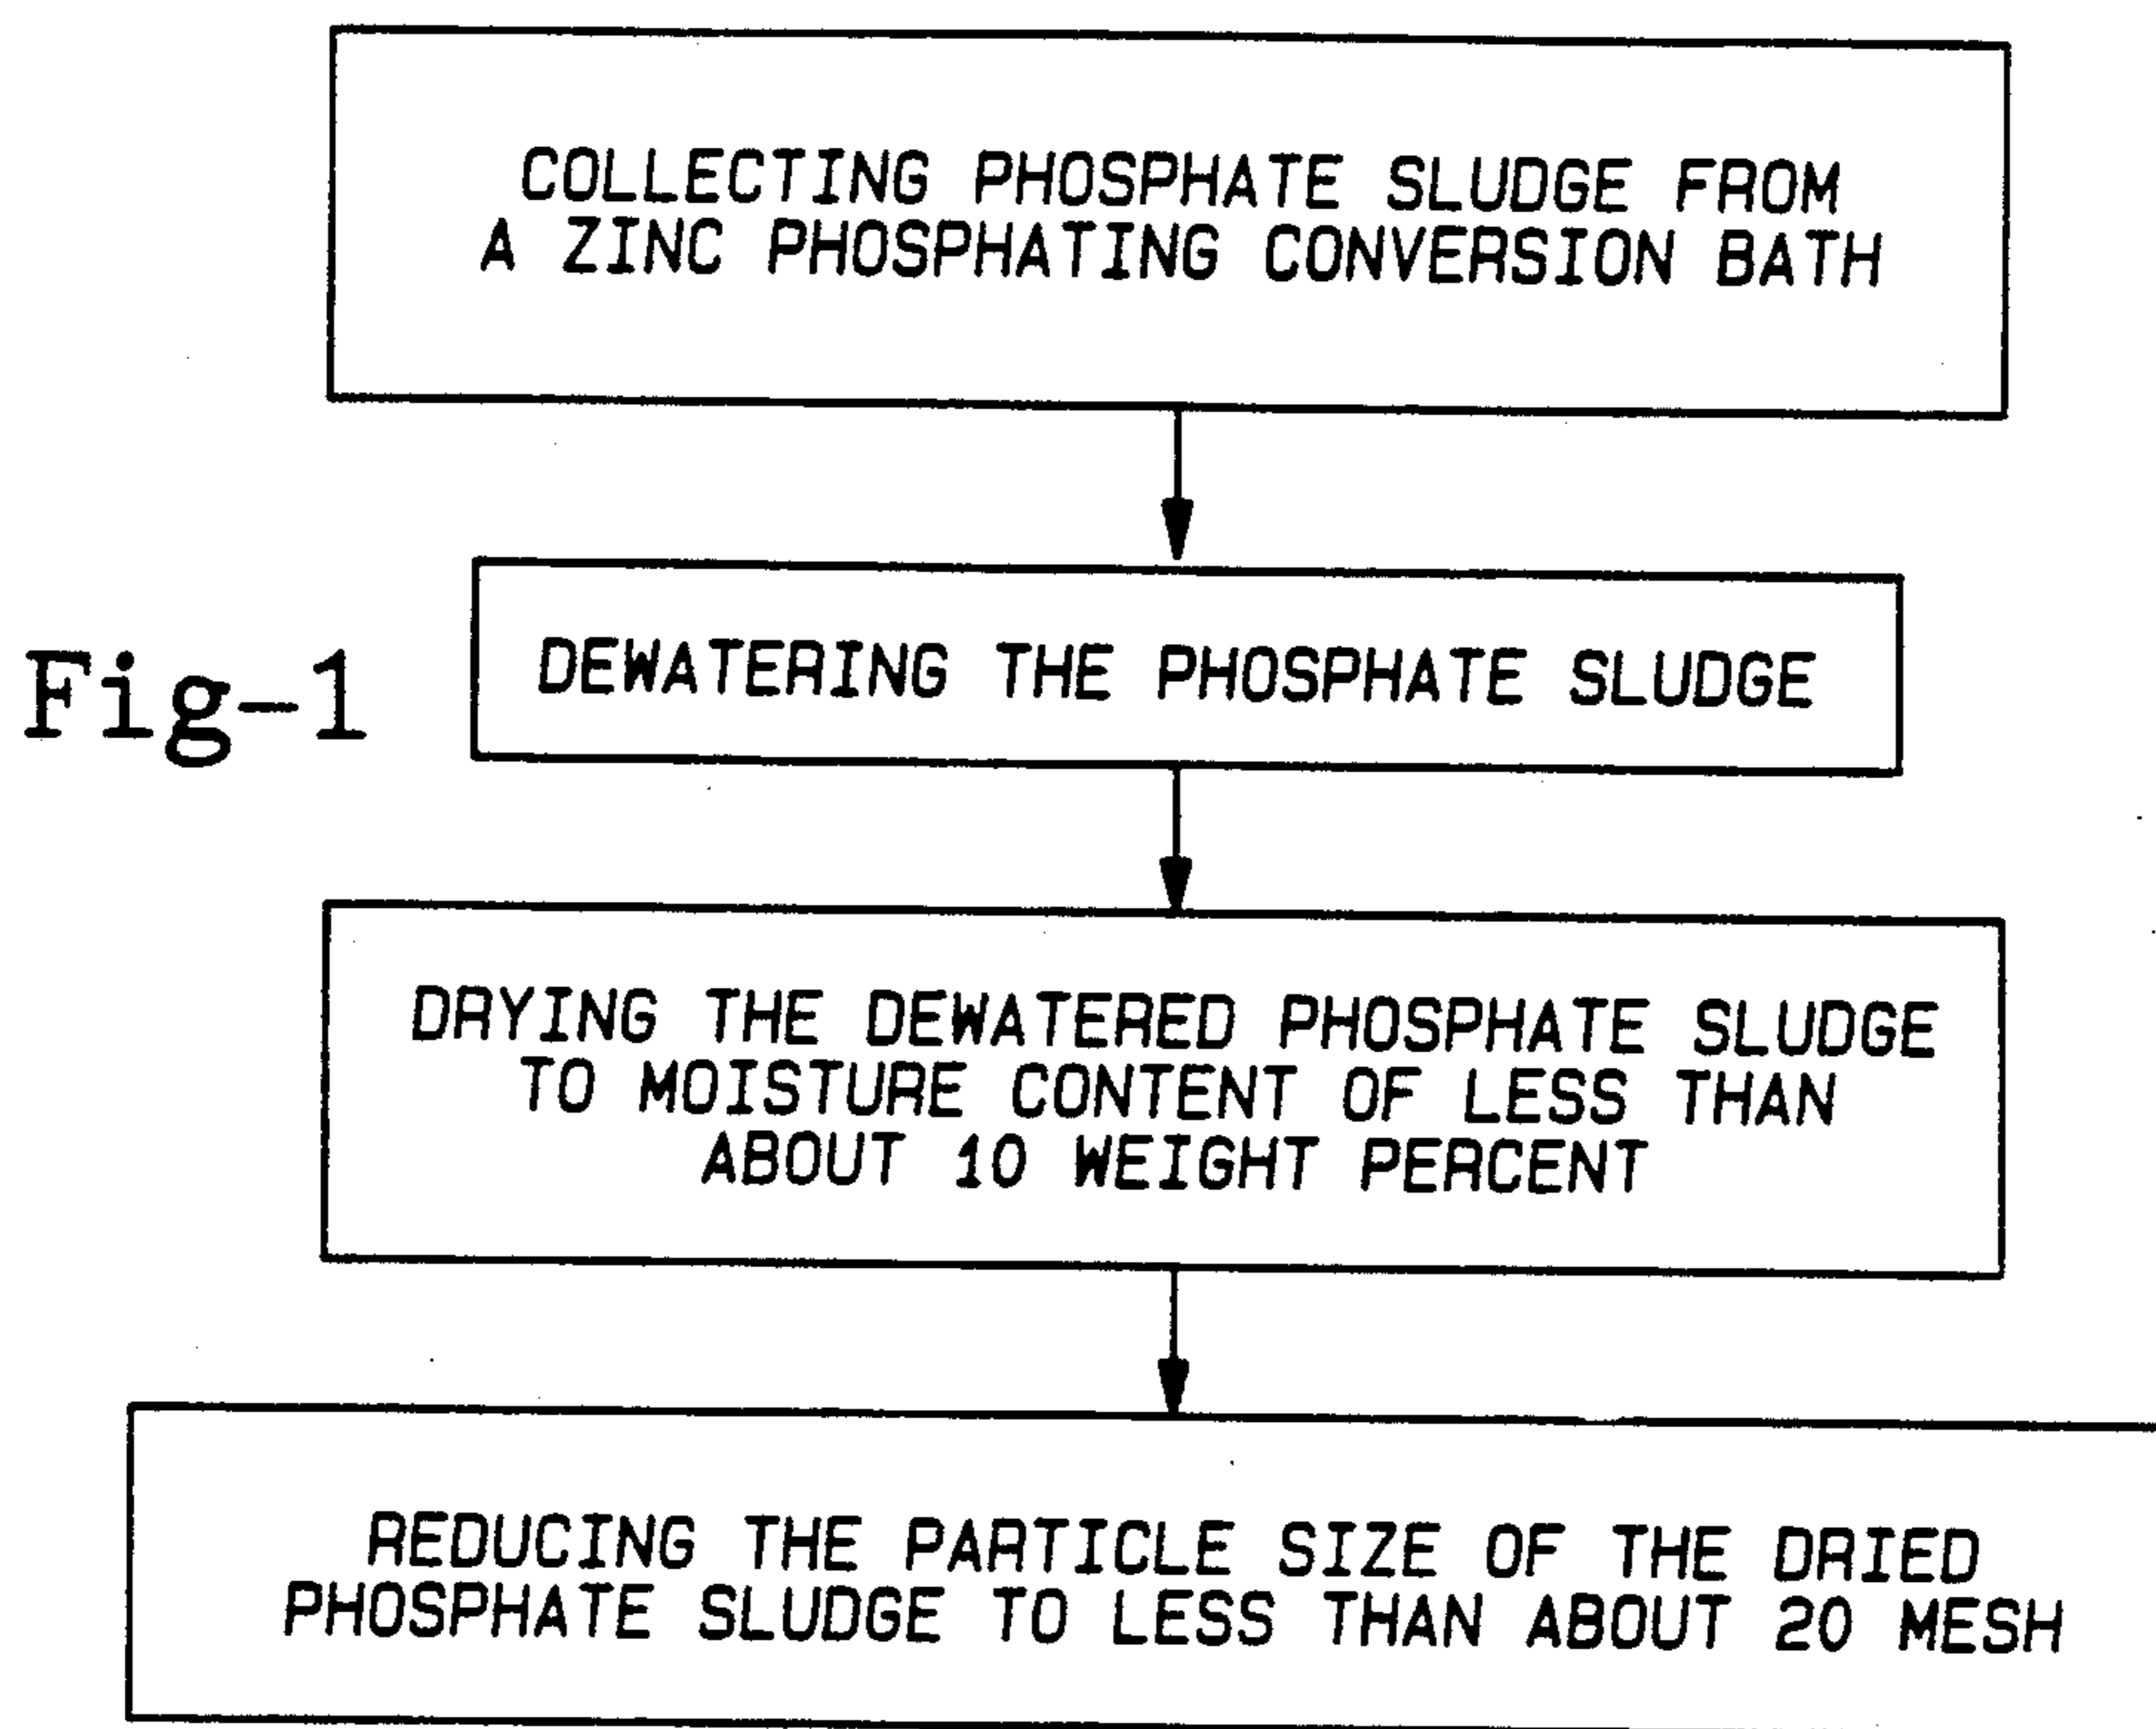 COLLECTING PHOSPHATE SLUDGE FROM
A ZINC PHOSPHATING CONVERSION BATH
Fig-1
DEWATERING THE PHOSPHATE SLUDGE
DRYING THE DEWATERED PHOSPHATE SLUDGE
TO MOISTURE CONTENT OF LESS THAN
ABOUT 10 WEIGHT PERCENT
REDUCING THE PARTICLE SIZE OF THE DRIED
PHOSPHATE SLUDGE TO LESS THAN ABOUT 20 MESH